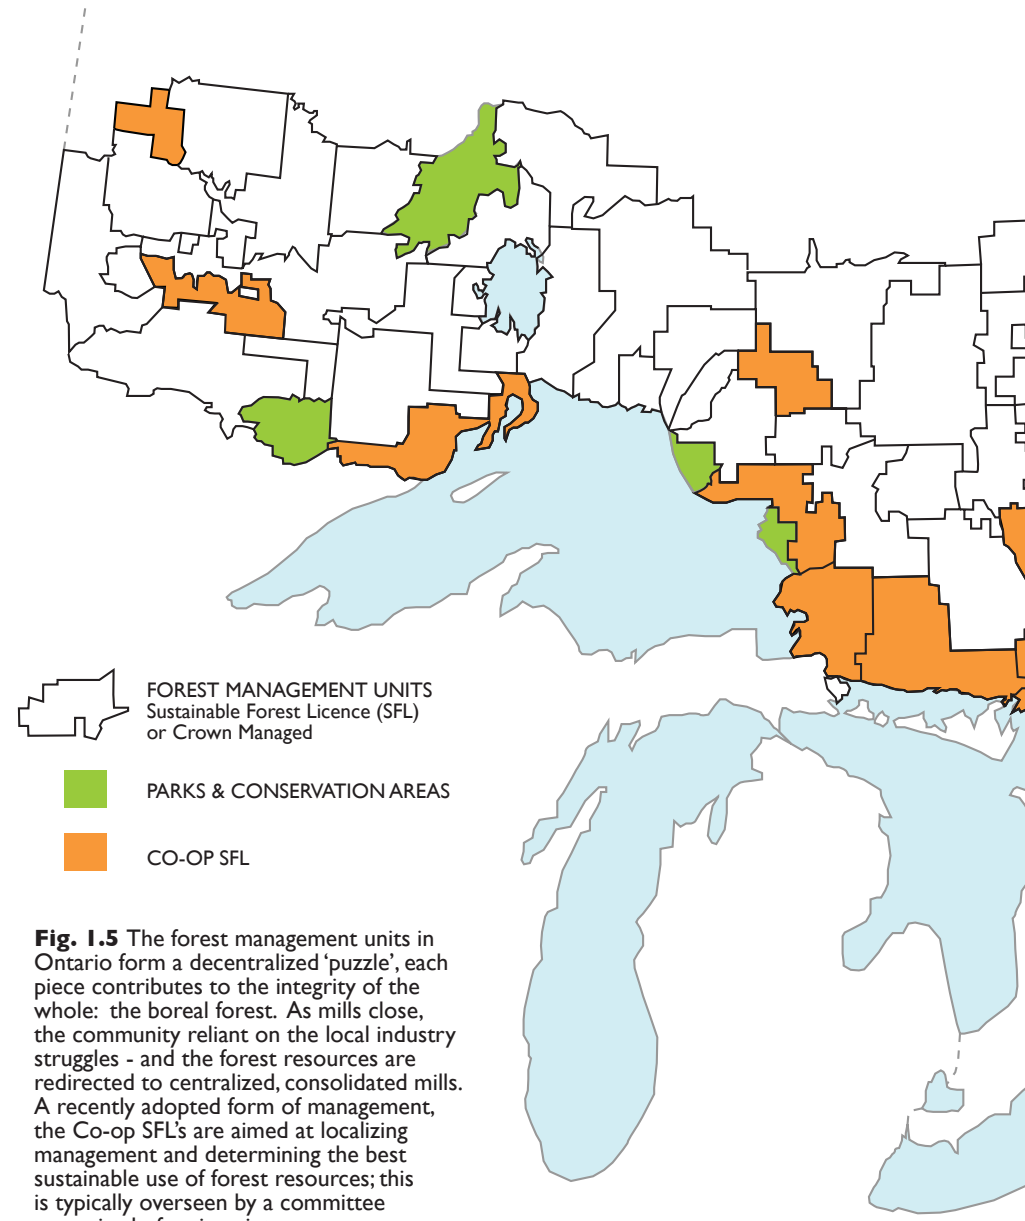 FOREST MANAGEMENT UNITS
Sustainable Forest Licence (SFL)
or Crown Managed
PARKS & CONSERVATION AREAS
CO-OP SFL
Fig. 1.5 The forest management units in
Ontario form a decentralized ‘puzzle’, each
piece contributes to the integrity of the
whole: the boreal forest. As mills close,
the community reliant on the local industry
struggles - and the forest resources are
redirected to centralized, consolidated mills.
A recently adopted form of management,
the Co-op SFL’s are aimed at localizing
management and determining the best
sustainable use of forest resources; this
is typically overseen by a committee